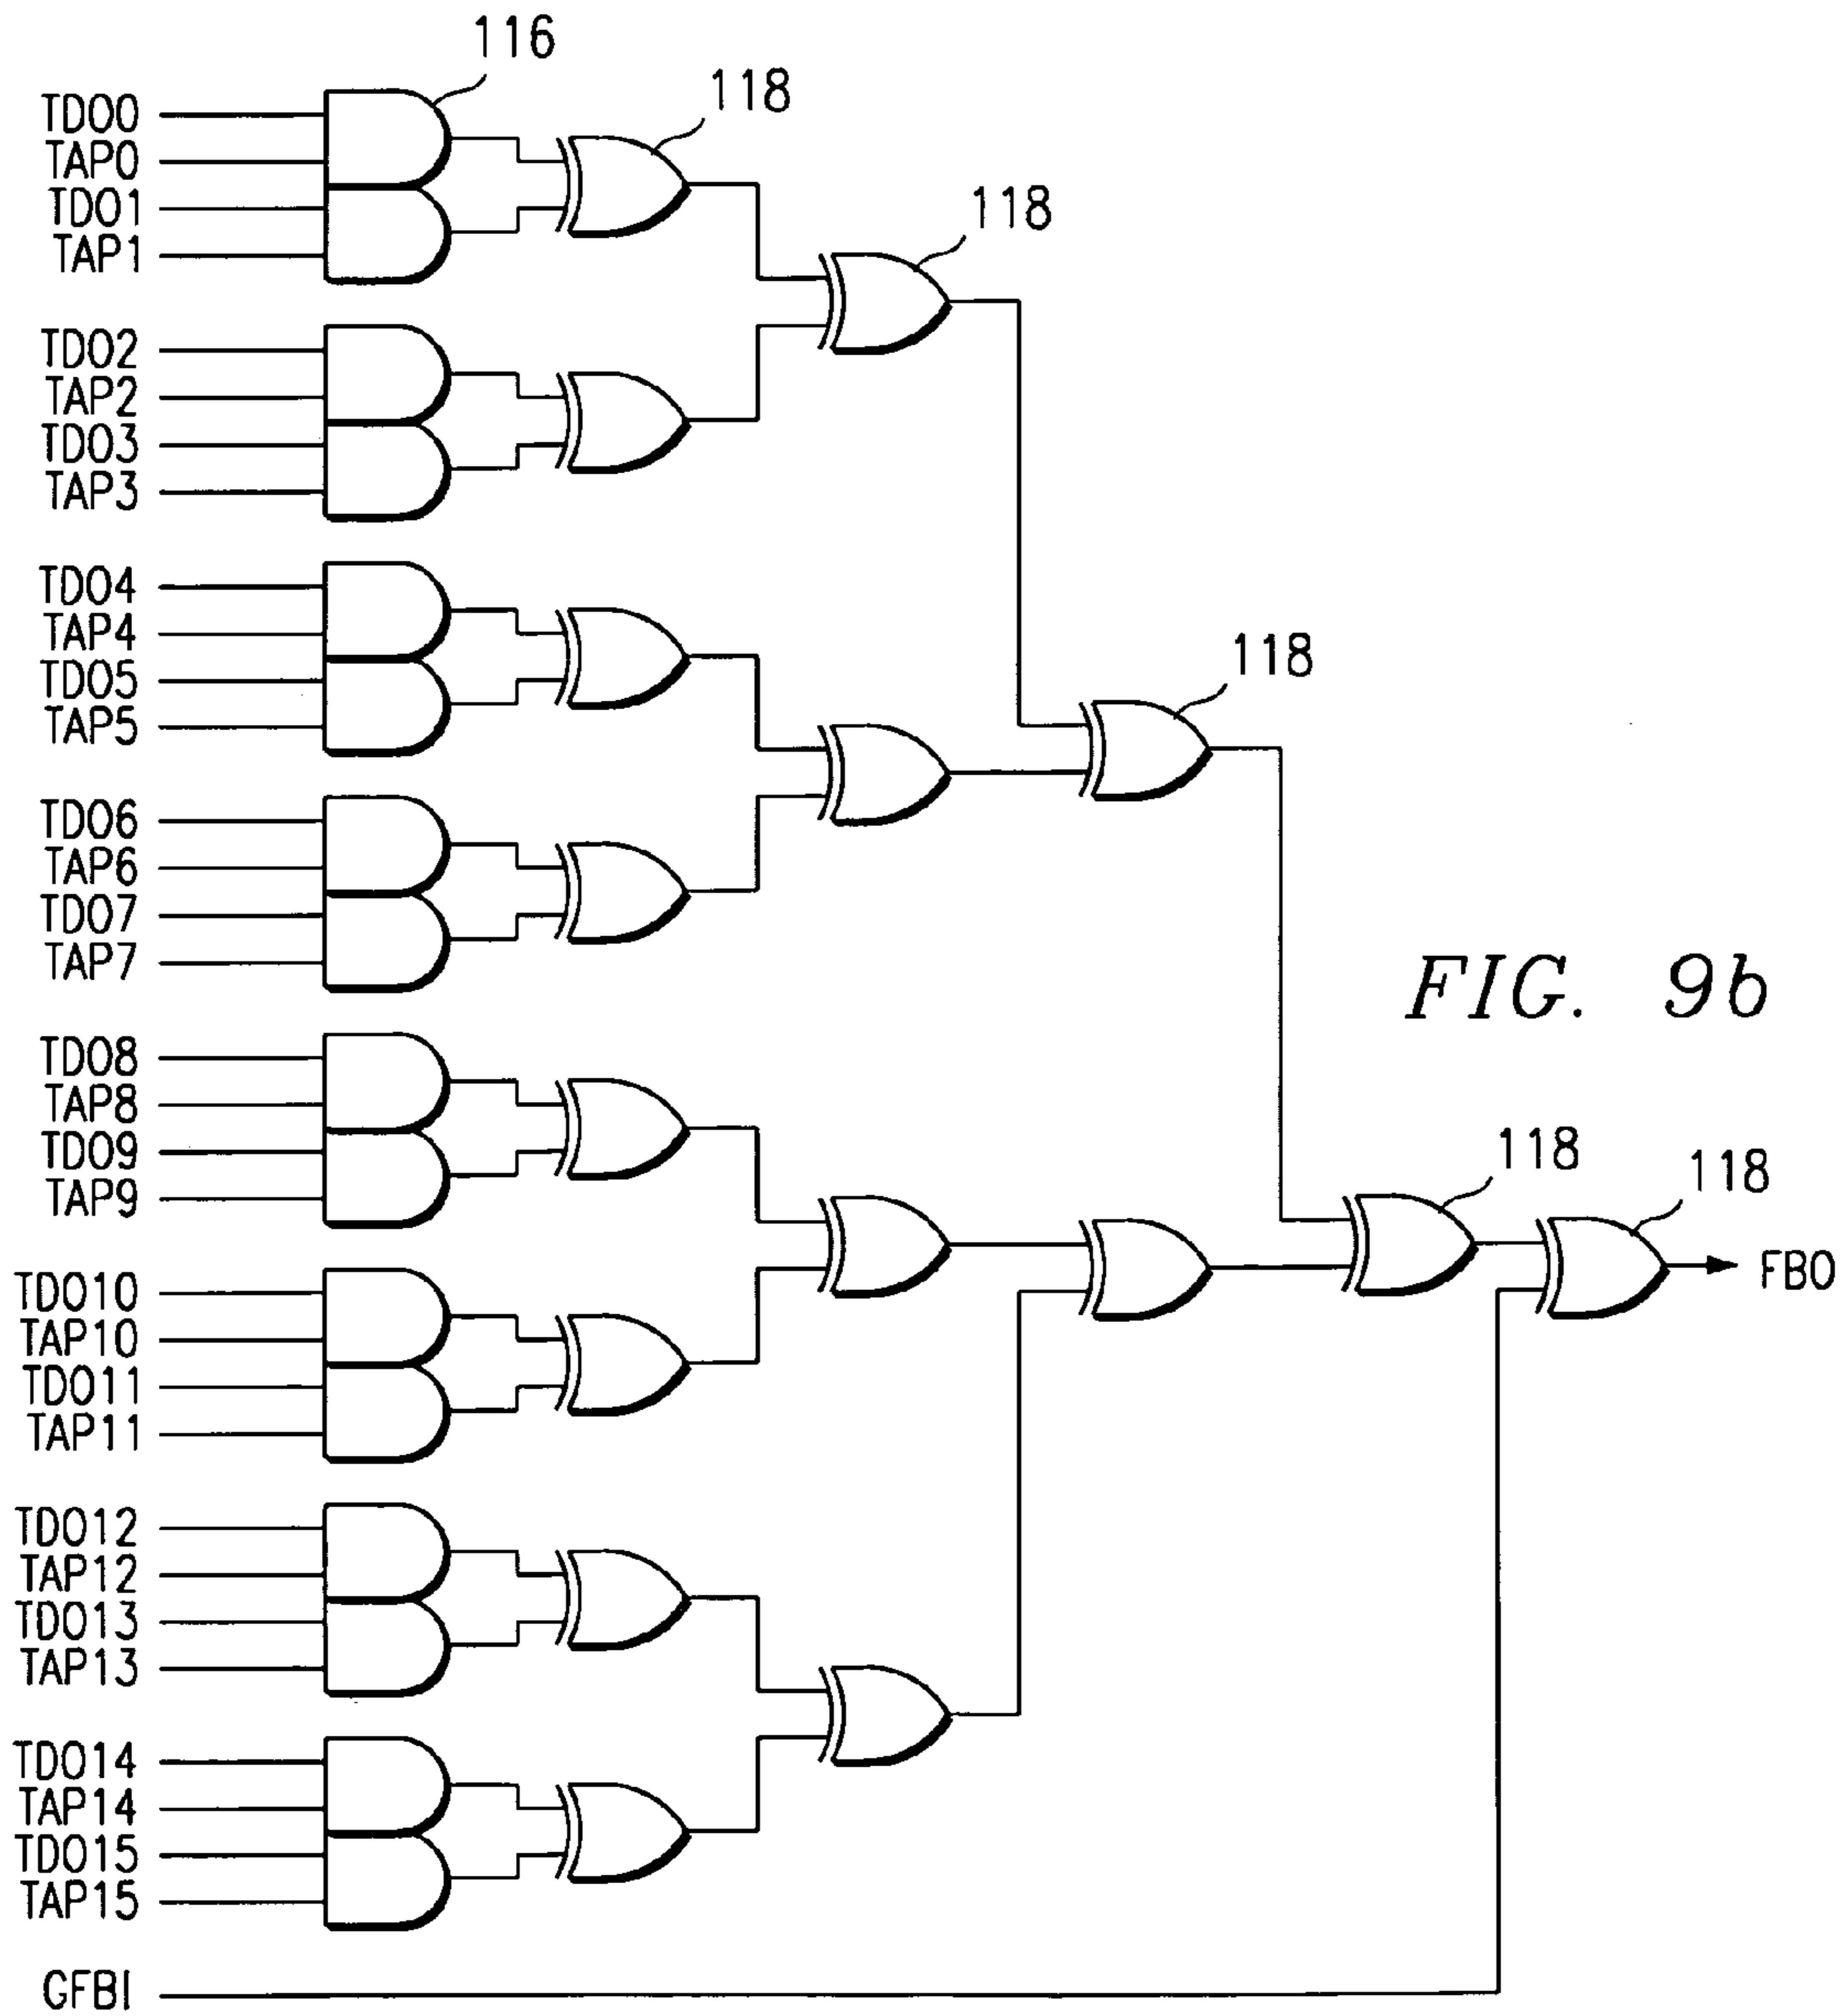 116
118
118
118
118
118
TDO0
TAP0
TDO1
TAP1
TDO2
TAP2
TDO3
TAP3
TDO4
TAP4
TDO5
TAP5
TDO6
TAP6
TDO7
TAP7
FIG. 9b
TDO8
TAP8
TDO9
TAP9
TDO10
TAP10
TDO11
TAP11
TDO12
TAP12
TDO13
TAP13
TDO14
TAP14
TDO15
TAP15
GFBI
FBO